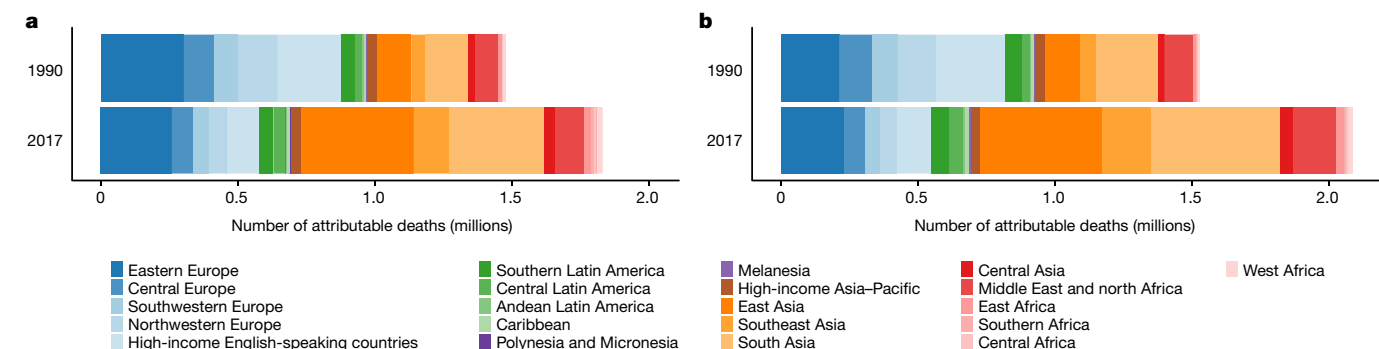 a
1990
2017
0 0.5 1.0 1.5 2.0
Number of attributable deaths (millions)
b
1990
2017
0 0.5 1.0 1.5 2.0
Number of attributable deaths (millions)
Eastern Europe
Central Europe
Southwestern Europe
Northwestern Europe
High-income English-speaking countries
Southern Latin America
Central Latin America
Andean Latin America
Caribbean
Polynesia and Micronesia
Melanesia
High-income Asia–Pacific
East Asia
Southeast Asia
South Asia
Central Asia
Middle East and north Africa
East Africa
Southern Africa
Central Africa
West Africa